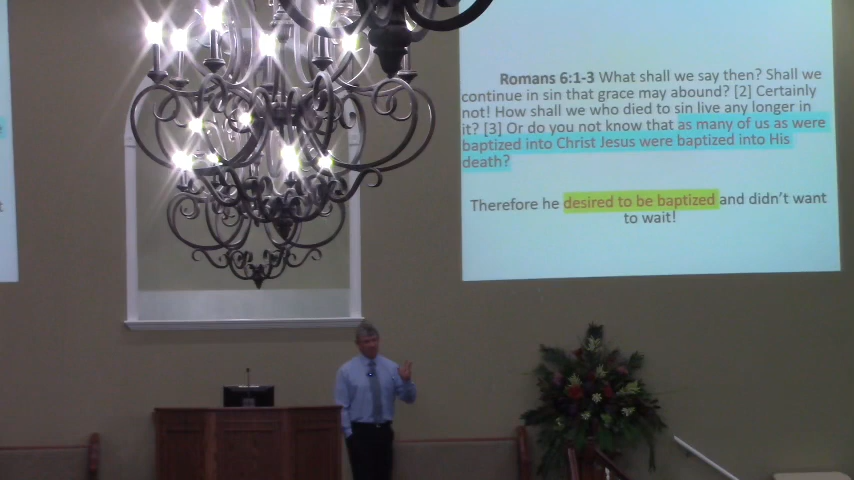 Romans 6:1-3 What shall we say then? Shall we
continue in sin that grace may abound? [2] Certainly
not! How shall we who died to sin live any longer in
it? [3] Or do you not know that as many of us as were
baptized into Christ Jesus were baptized into His
death?
Therefore he desired to be baptized and didn't want
to wait!